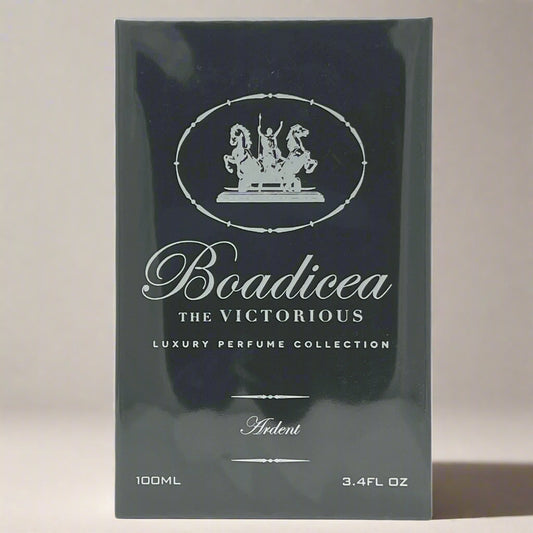 Boadicea
THE VICTORIOUS
LUXURY PERFUME COLLECTION
Ardent
100ML 3.4FL OZ